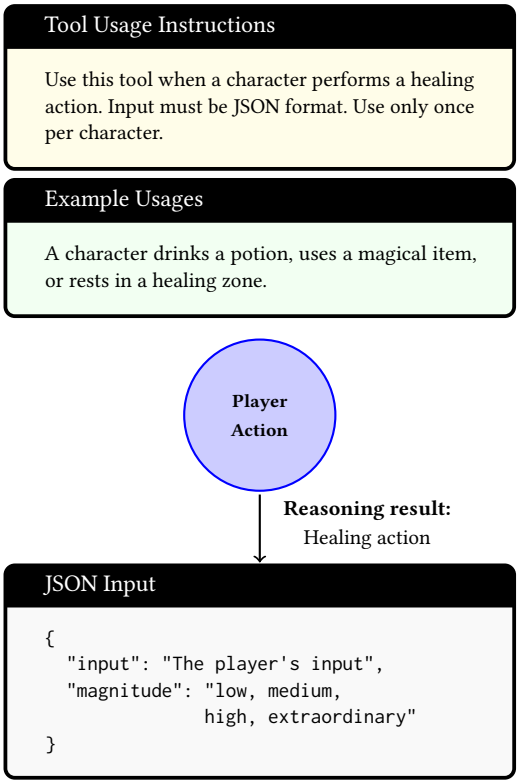 Tool Usage Instructions
Use this tool when a character performs a healing
action. Input must be JSON format. Use only once
per character.
Example Usages
A character drinks a potion, uses a magical item,
or rests in a healing zone.
Player
Action
Reasoning result:
Healing action
JSON Input
{
  "input": "The player's input",
  "magnitude": "low, medium,
               high, extraordinary"
}